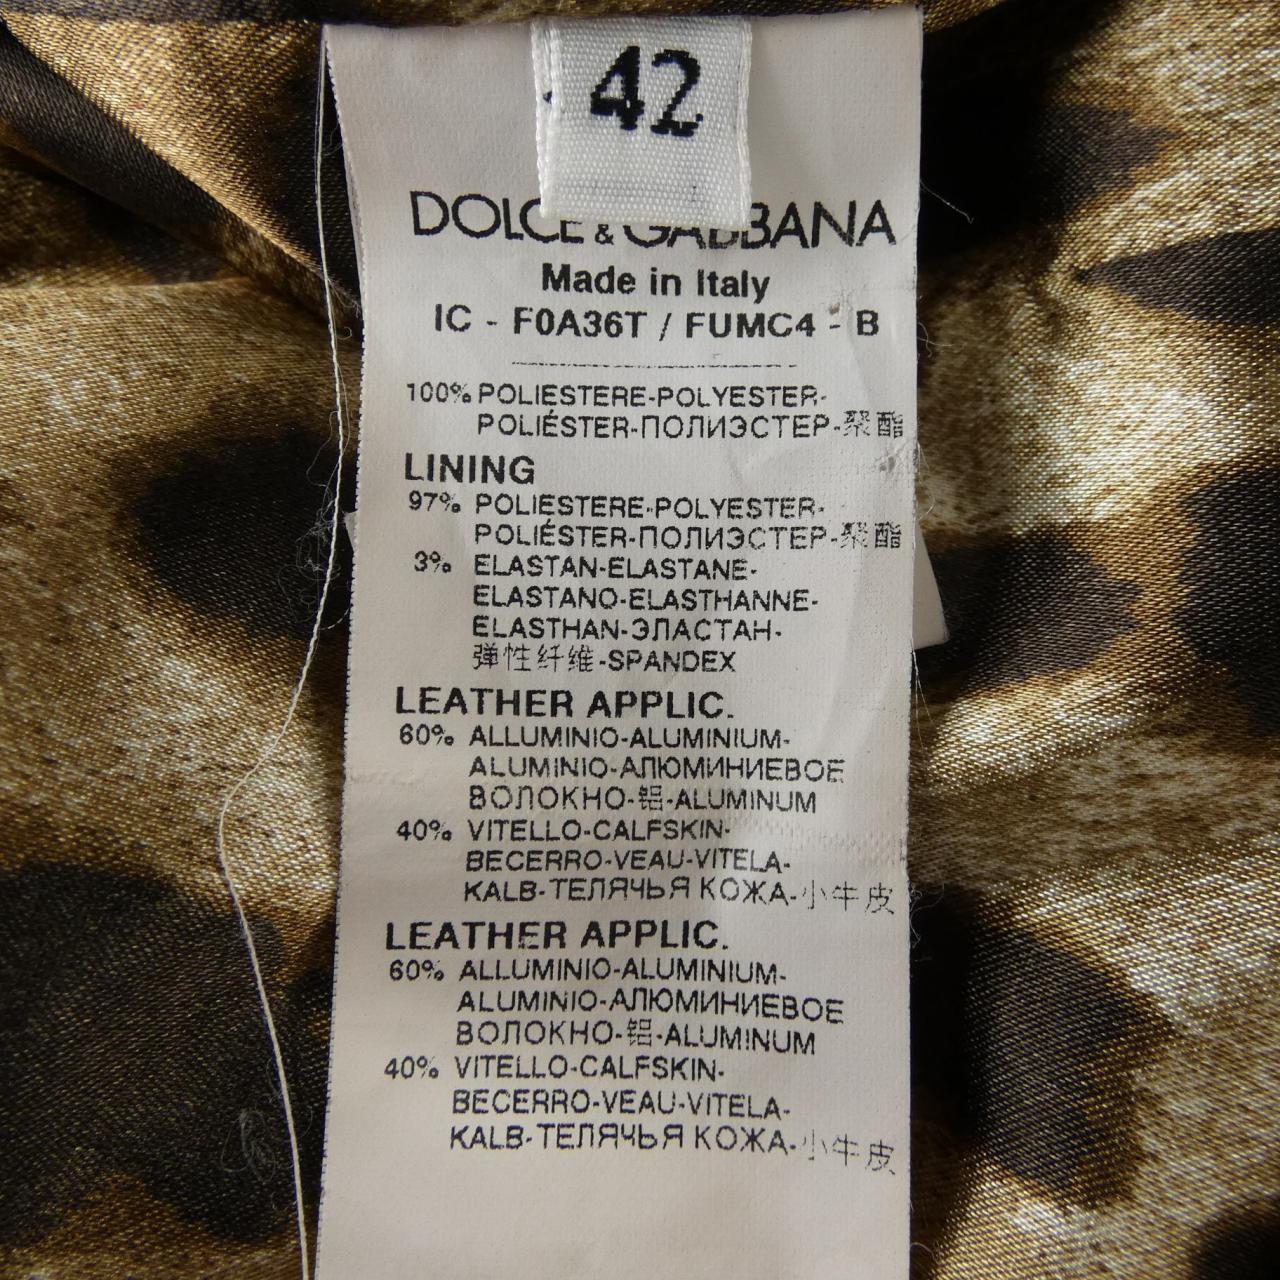 42
DOLCE & GABBANA
Made in Italy
IC - F0A36T / FUMC4 - B
100% POLIESTERE-POLYESTER-
POLIÉSTER-ПОЛИЭСТЕР-聚酯
LINING
97% POLIESTERE-POLYESTER-
POLIÉSTER-ПОЛИЭСТЕР-聚酯
3% ELASTAN-ELASTANE-
ELASTANO-ELASTHANNE-
ELASTHAN-ЭЛАСТАН-
弹性纤维-SPANDEX
LEATHER APPLIC.
60% ALLUMINIO-ALUMINIUM-
ALUMINIO-АЛЮМИНИЕВОЕ
ВОЛОКНО-铝-ALUMINUM
40% VITELLO-CALFSKIN-
BECERRO-VEAU-VITELA-
KALB-ТЕЛЯЧЬЯ КОЖА-小牛皮
LEATHER APPLIC.
60% ALLUMINIO-ALUMINIUM-
ALUMINIO-АЛЮМИНИЕВОЕ
ВОЛОКНО-铝-ALUMINUM
40% VITELLO-CALFSKIN-
BECERRO-VEAU-VITELA-
KALB-ТЕЛЯЧЬЯ КОЖА-小牛皮